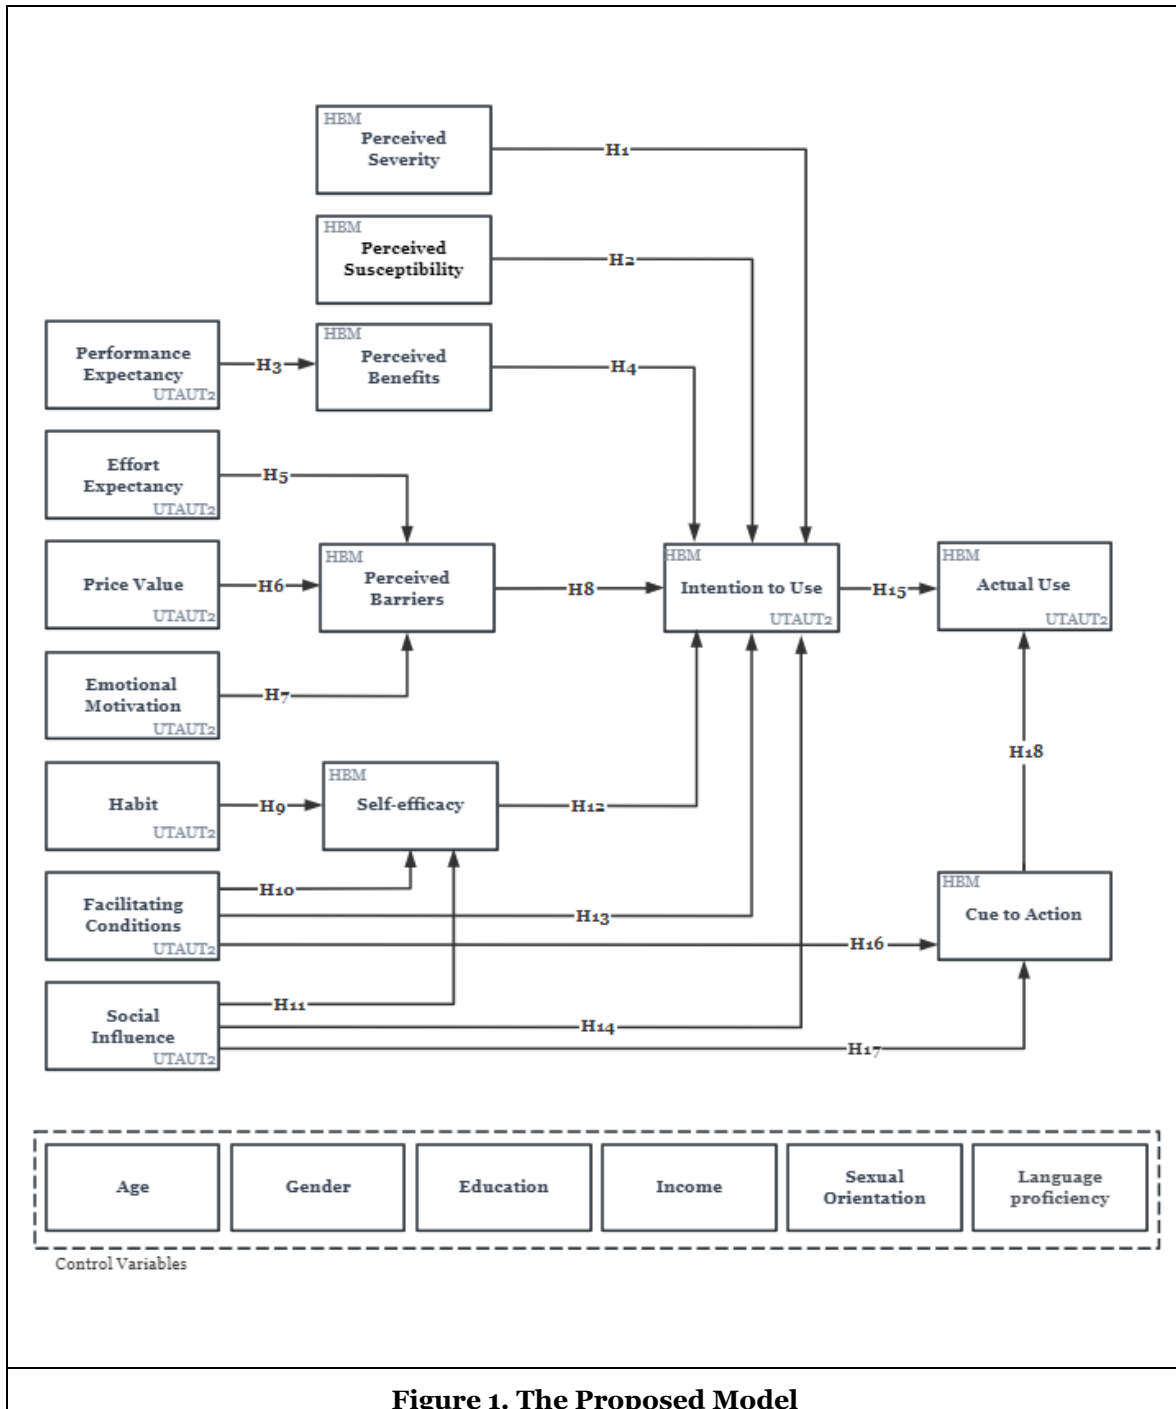 HBM
Perceived
Severity
H1
HBM
Perceived
Susceptibility
H2
Performance
Expectancy
UTAUT2
H3
HBM
Perceived
Benefits
H4
Effort
Expectancy
UTAUT2
H5
Price Value
UTAUT2
H6
HBM
Perceived
Barriers
H8
HBM
Intention to Use
UTAUT2
H15
HBM
Actual Use
UTAUT2
Emotional
Motivation
UTAUT2
H7
Habit
UTAUT2
H9
HBM
Self-efficacy
H12
H18
Facilitating
Conditions
UTAUT2
H10
H13
H16
HBM
Cue to Action
Social
Influence
UTAUT2
H11
H14
H17
Age
Gender
Education
Income
Sexual
Orientation
Language
proficiency
Control Variables
Figure 1. The Proposed Model